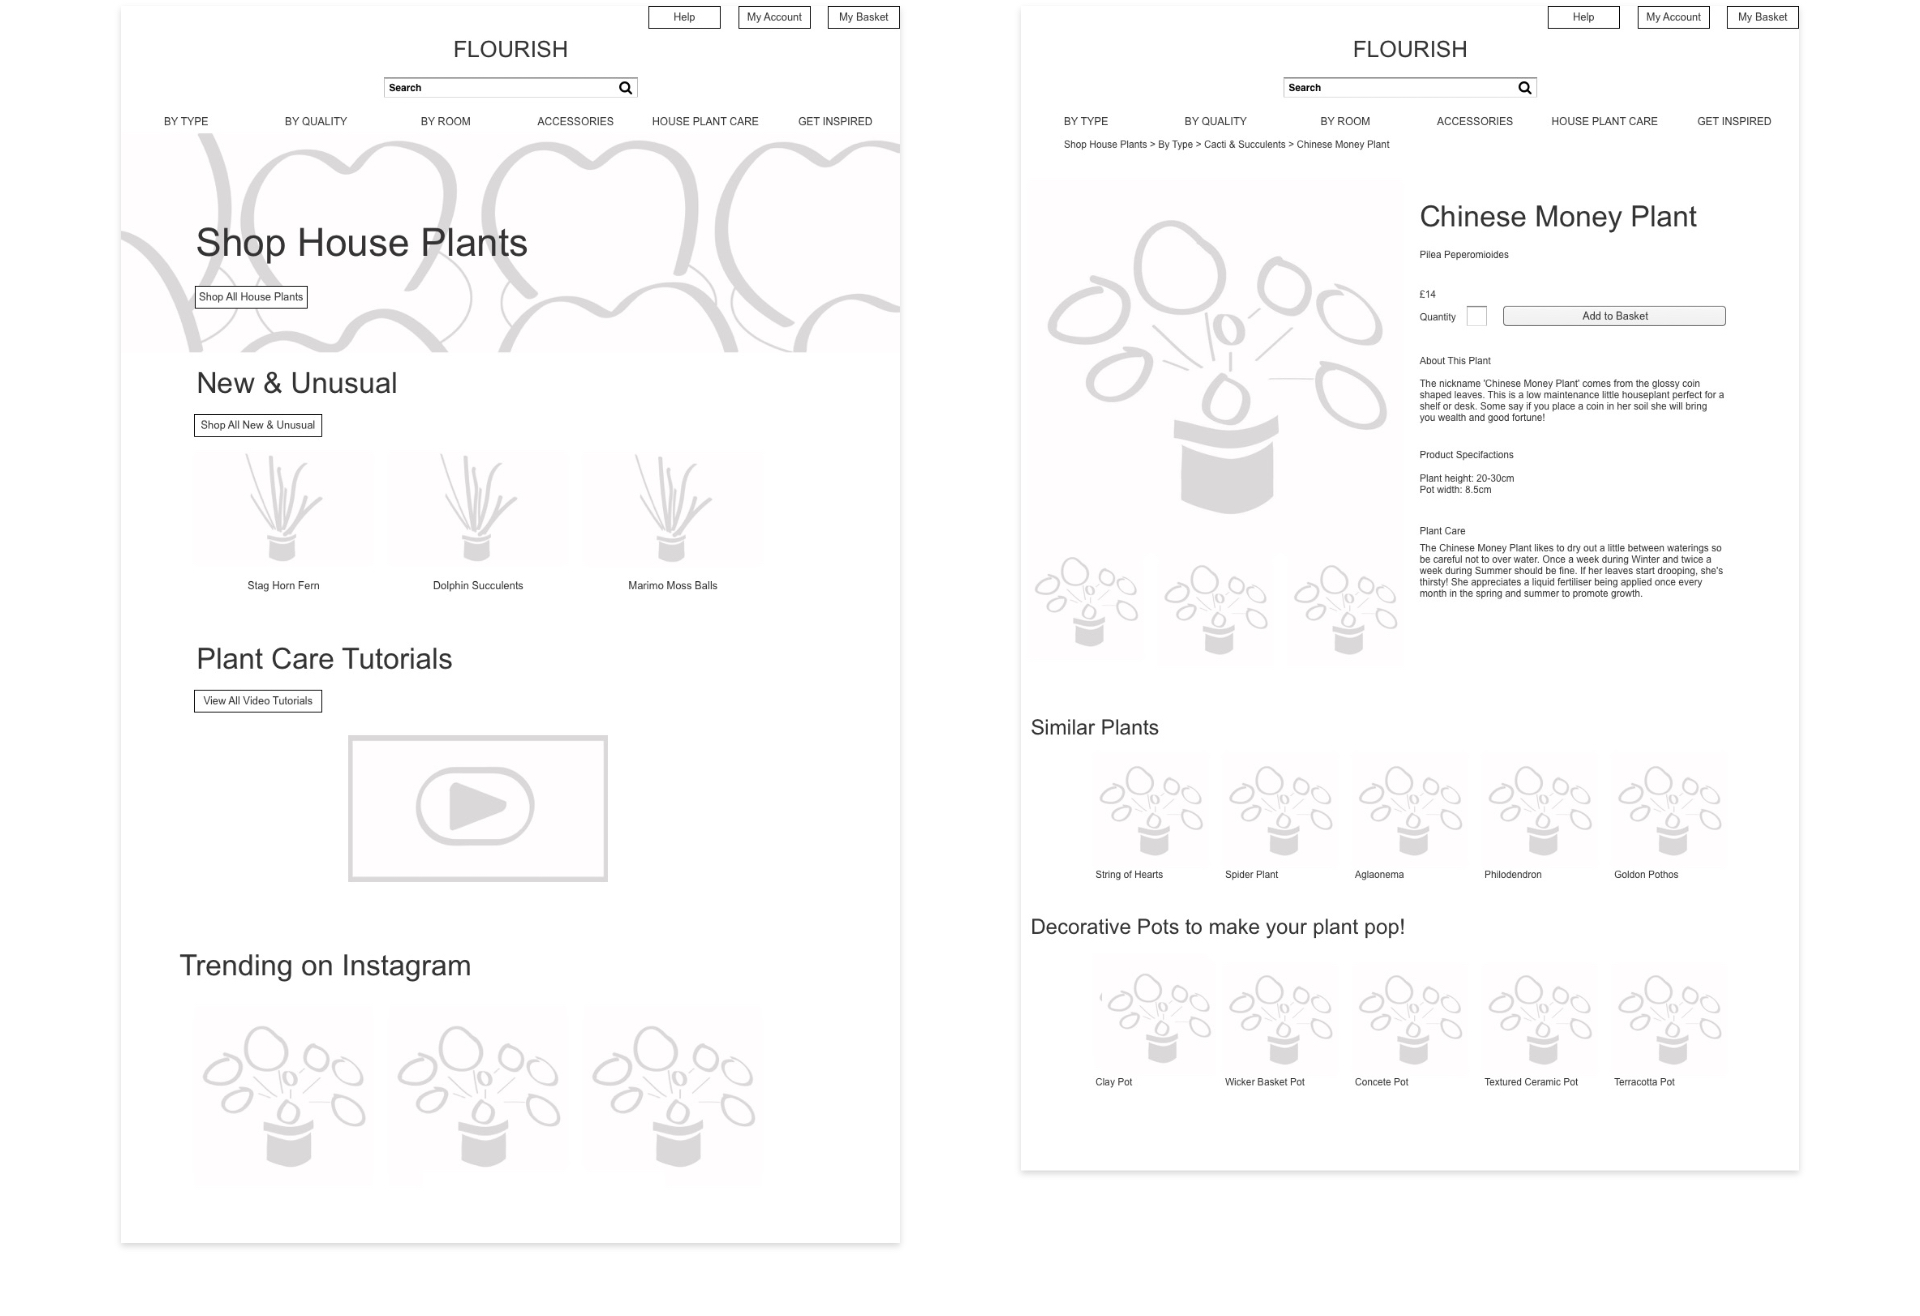 Help
My Account
My Basket
FLOURISH
Search
BY TYPE
BY QUALITY
BY ROOM
ACCESSORIES
HOUSE PLANT CARE
GET INSPIRED
Shop House Plants
Shop All House Plants
New & Unusual
Shop All New & Unusual
Stag Horn Fern
Dolphin Succulents
Marimo Moss Balls
Plant Care Tutorials
View All Video Tutorials
Trending on Instagram
Help
My Account
My Basket
FLOURISH
Search
BY TYPE
BY QUALITY
BY ROOM
ACCESSORIES
HOUSE PLANT CARE
GET INSPIRED
Shop House Plants > By Type > Cacti & Succulents > Chinese Money Plant
Chinese Money Plant
Pilea Peperomioides
£14
Quantity
Add to Basket
About This Plant
The nickname 'Chinese Money Plant' comes from the glossy coin
shaped leaves. This is a low maintenance little houseplant perfect for a
shelf or desk. Some say if you place a coin in her soil she will bring
you wealth and good fortune!
Product Specifactions
Plant height: 20-30cm
Pot width: 8.5cm
Plant Care
The Chinese Money Plant likes to dry out a little between waterings so
be careful not to over water. Once a week during Winter and twice a
week during Summer should be fine. If her leaves start drooping, she's
thirsty! She appreciates a liquid fertiliser being applied once every
month in the spring and summer to promote growth.
Similar Plants
String of Hearts
Spider Plant
Aglaonema
Philodendron
Goldon Pothos
Decorative Pots to make your plant pop!
Clay Pot
Wicker Basket Pot
Concete Pot
Textured Ceramic Pot
Terracotta Pot